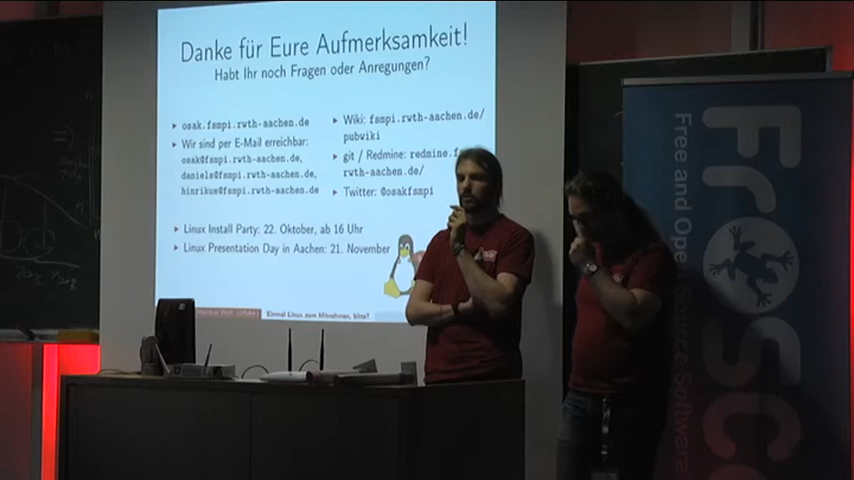 Danke für Eure Aufmerksamkeit!
Habt Ihr noch Fragen oder Anregungen?
osak.fsmpi.rwth-aachen.de
Wir sind per E-Mail erreichbar:
osak@fsmpi.rwth-aachen.de,
daniels@fsmpi.rwth-aachen.de,
hinrikus@fsmpi.rwth-aachen.de
Wiki: fsmpi.rwth-aachen.de/
pubwiki
git / Redmine: redmine.f
rwth-aachen.de/
Twitter: @osakfsmpi
Linux Install Party: 22. Oktober, ab 16 Uhr
Linux Presentation Day in Aachen: 21. November
Einmal Linux zum Mitnehmen, bitte?
Free and Open Source Software
FrOSC